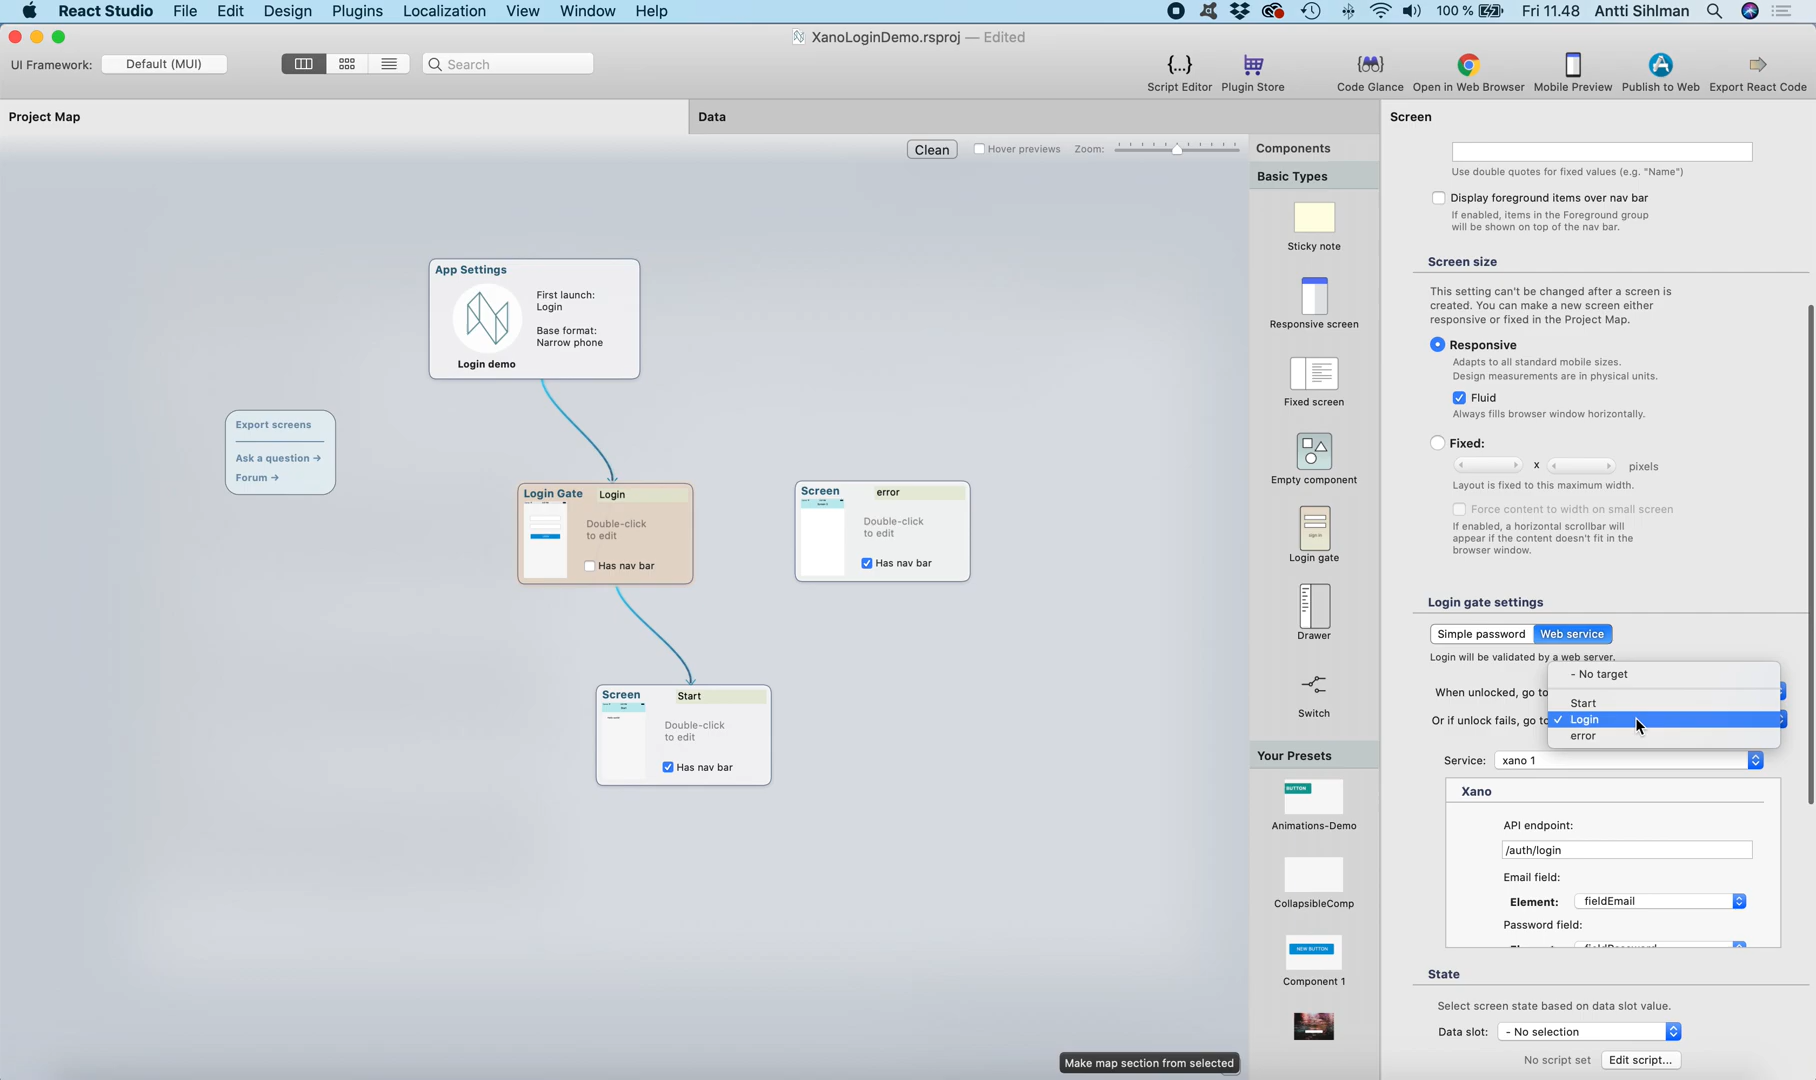 React Studio File Edit Design Plugins Localization View Window Help 100 % Fri 11.48 Antti Sihlman
XanoLoginDemo.rsproj — Edited
UI Framework: Default (MUI) Search
Script Editor Plugin Store Code Glance Open in Web Browser Mobile Preview Publish to Web Export React Code
Project Map Data Screen
Clean Hover previews Zoom:
Components
Basic Types
Sticky note
Responsive screen
Fixed screen
Empty component
sign in
Login gate
Drawer
Switch
Your Presets
BUTTON
Animations-Demo
CollapsibleComp
NEW BUTTON
Component 1
App Settings
First launch:
Login
Base format:
Narrow phone
Login demo
Export screens
Ask a question →
Forum →
Login Gate Login
Double-click
to edit
Has nav bar
Screen error
Double-click
to edit
Has nav bar
Screen Start
Double-click
to edit
Has nav bar
Make map section from selected
Use double quotes for fixed values (e.g. "Name")
Display foreground items over nav bar
If enabled, items in the Foreground group
will be shown on top of the nav bar.
Screen size
This setting can't be changed after a screen is
created. You can make a new screen either
responsive or fixed in the Project Map.
Responsive
Adapts to all standard mobile sizes.
Design measurements are in physical units.
Fluid
Always fills browser window horizontally.
Fixed:
x pixels
Layout is fixed to this maximum width.
Force content to width on small screen
If enabled, a horizontal scrollbar will
appear if the content doesn't fit in the
browser window.
Login gate settings
Simple password Web service
Login will be validated by a web server.
- No target
When unlocked, go to
Start
Or if unlock fails, go to
✓ Login
error
Service: xano 1
Xano
API endpoint:
/auth/login
Email field:
Element: fieldEmail
Password field:
State
Select screen state based on data slot value.
Data slot: - No selection
No script set Edit script...